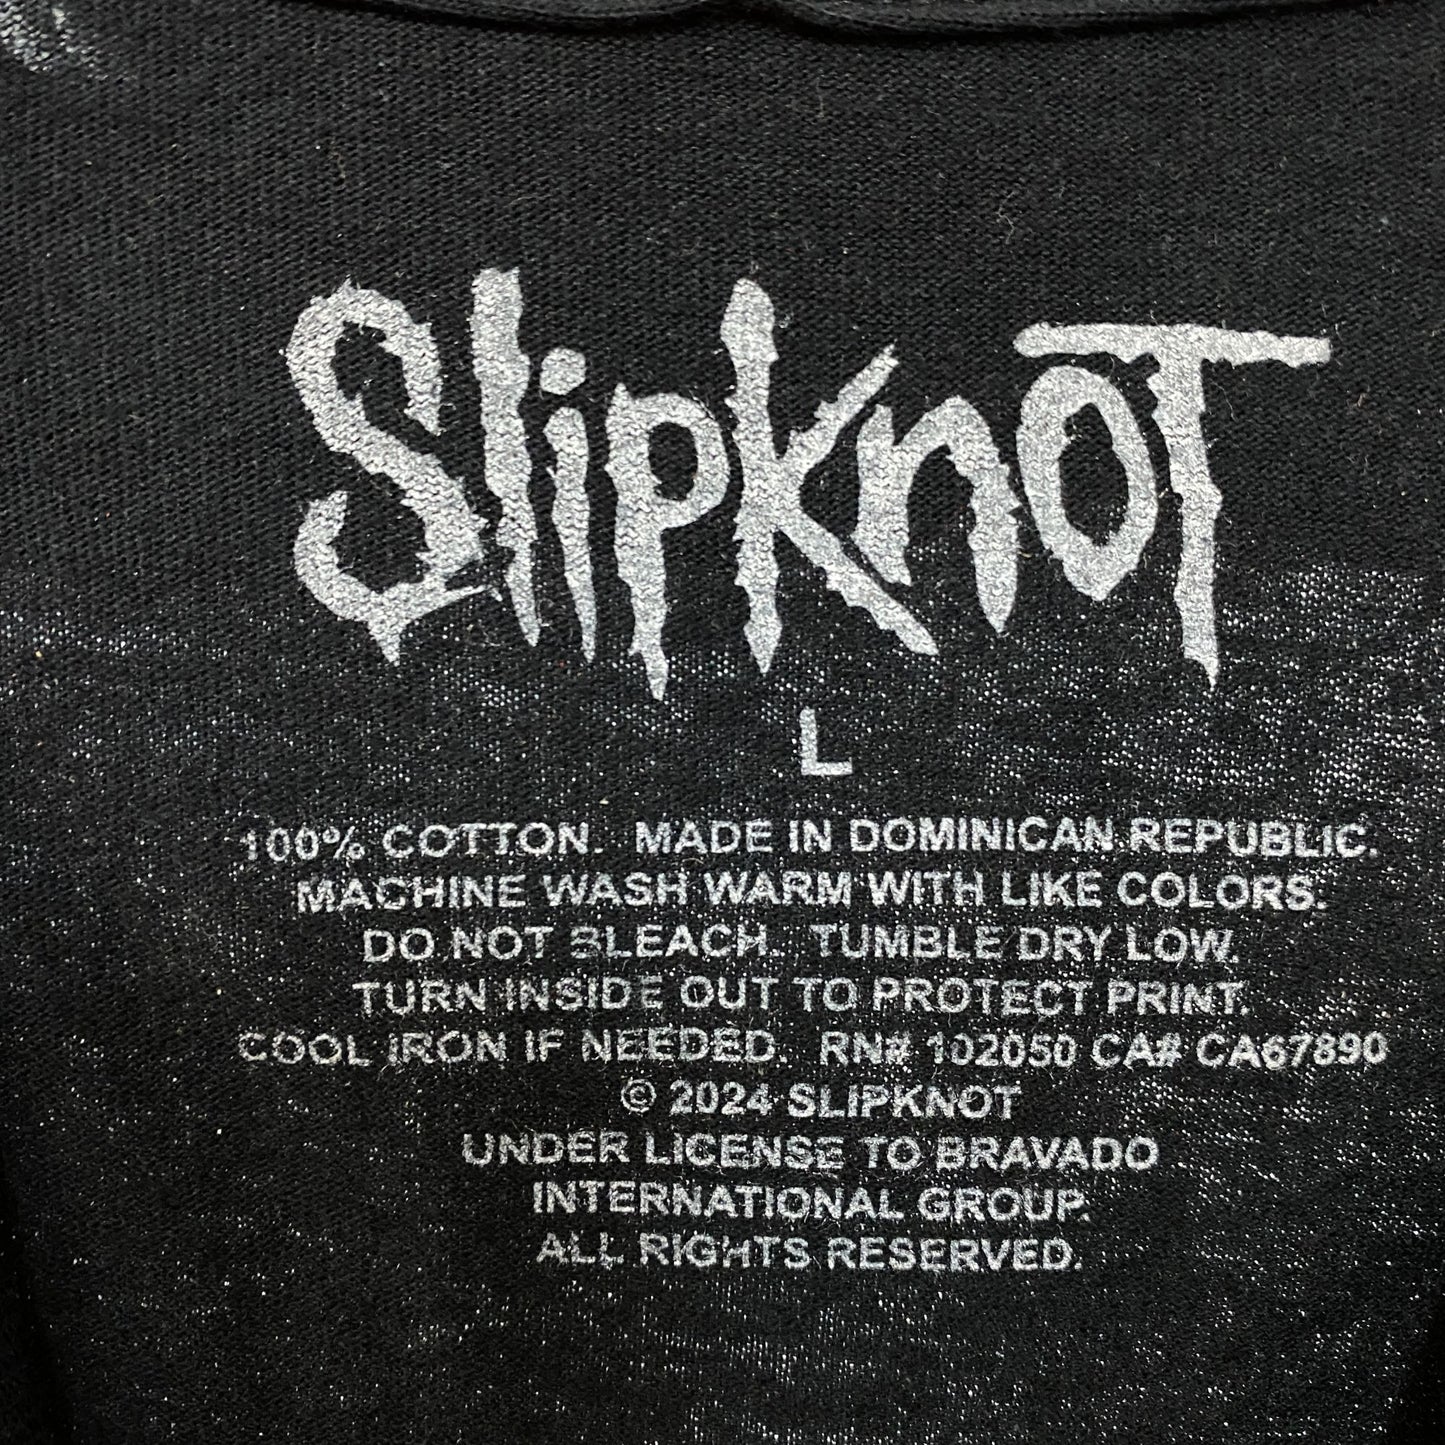 Slipknot
L
100% COTTON. MADE IN DOMINICAN REPUBLIC.
MACHINE WASH WARM WITH LIKE COLORS.
DO NOT BLEACH. TUMBLE DRY LOW.
TURN INSIDE OUT TO PROTECT PRINT.
COOL IRON IF NEEDED. RN# 102050 CA# CA67890
© 2024 SLIPKNOT
UNDER LICENSE TO BRAVADO
INTERNATIONAL GROUP.
ALL RIGHTS RESERVED.